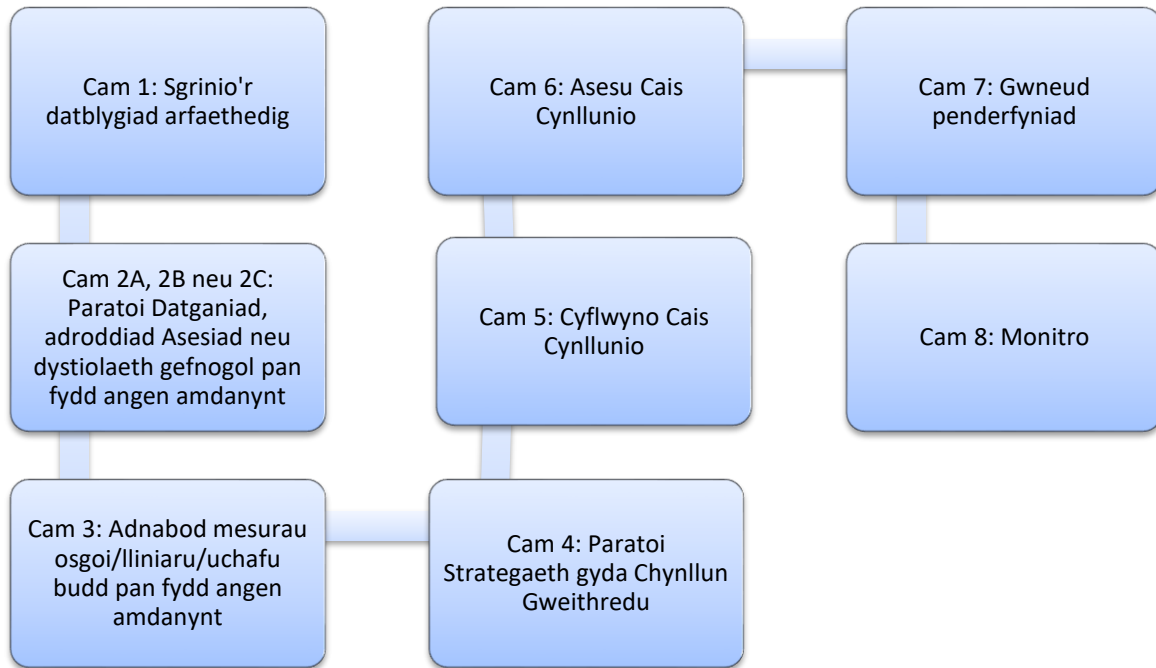 Cam 1: Sgrinio'r
datblygiad arfaethedig
Cam 2A, 2B neu 2C:
Paratoi Datganiad,
adroddiad Asesiad neu
dystiolaeth gefnogol pan
fydd angen amdanynt
Cam 3: Adnabod mesurau
osgoi/lliniaru/uchafu
budd pan fydd angen
amdanynt
Cam 4: Paratoi
Strategaeth gyda Chynllun
Gweithredu
Cam 5: Cyflwyno Cais
Cynllunio
Cam 6: Asesu Cais
Cynllunio
Cam 7: Gwneud
penderfyniad
Cam 8: Monitro